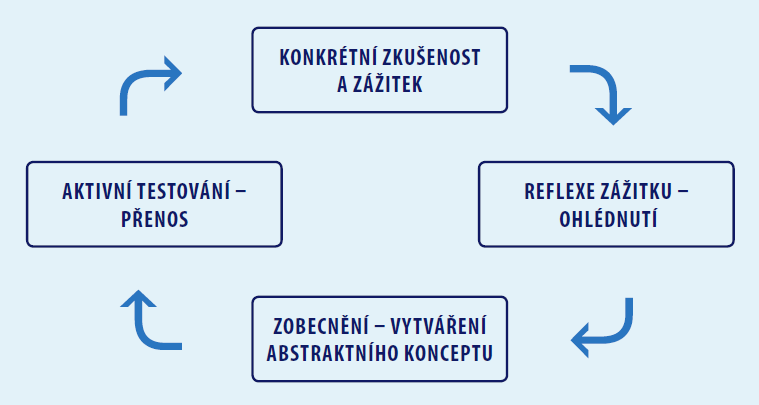 KONKRÉTNÍ ZKUŠENOST
A ZÁŽITEK
AKTIVNÍ TESTOVÁNÍ –
PŘENOS
REFLEXE ZÁŽITKU –
OHLÉDNUTÍ
ZOBECNĚNÍ – VYTVÁŘENÍ
ABSTRAKTNÍHO KONCEPTU